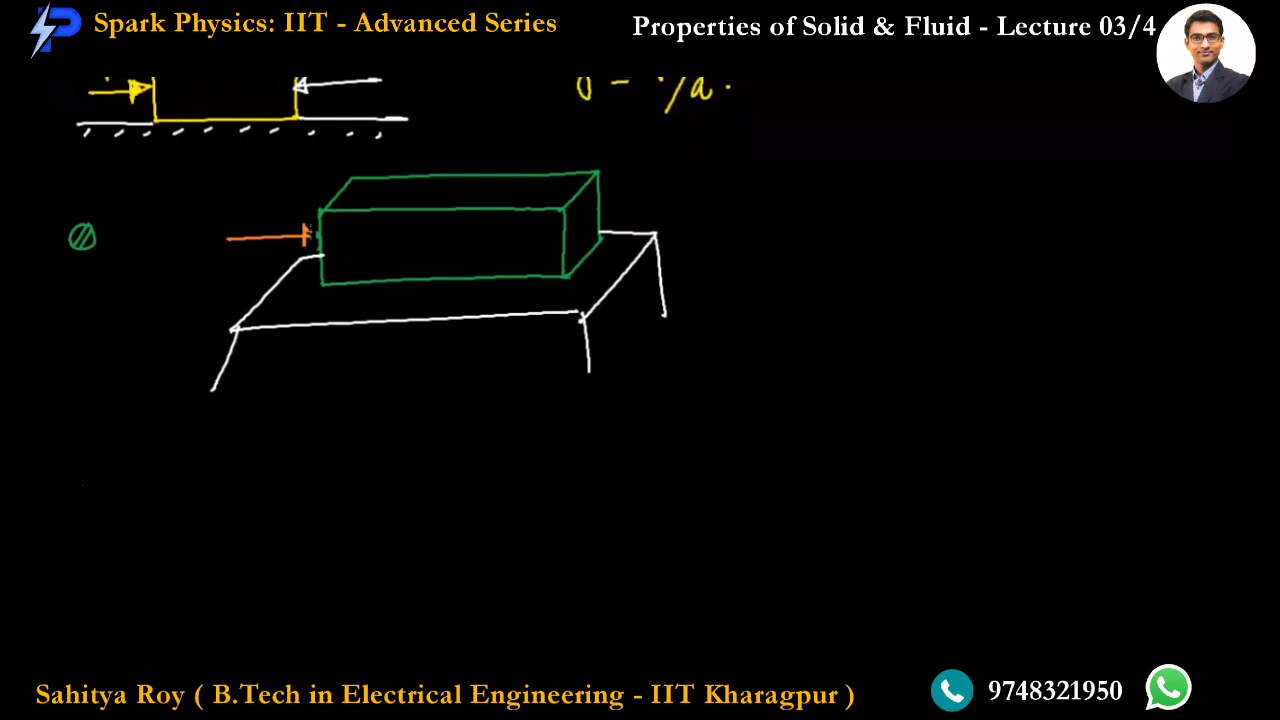 Spark Physics: IIT - Advanced Series
Properties of Solid & Fluid - Lecture 03/4
/a
Sahitya Roy ( B.Tech in Electrical Engineering - IIT Kharagpur )
9748321950